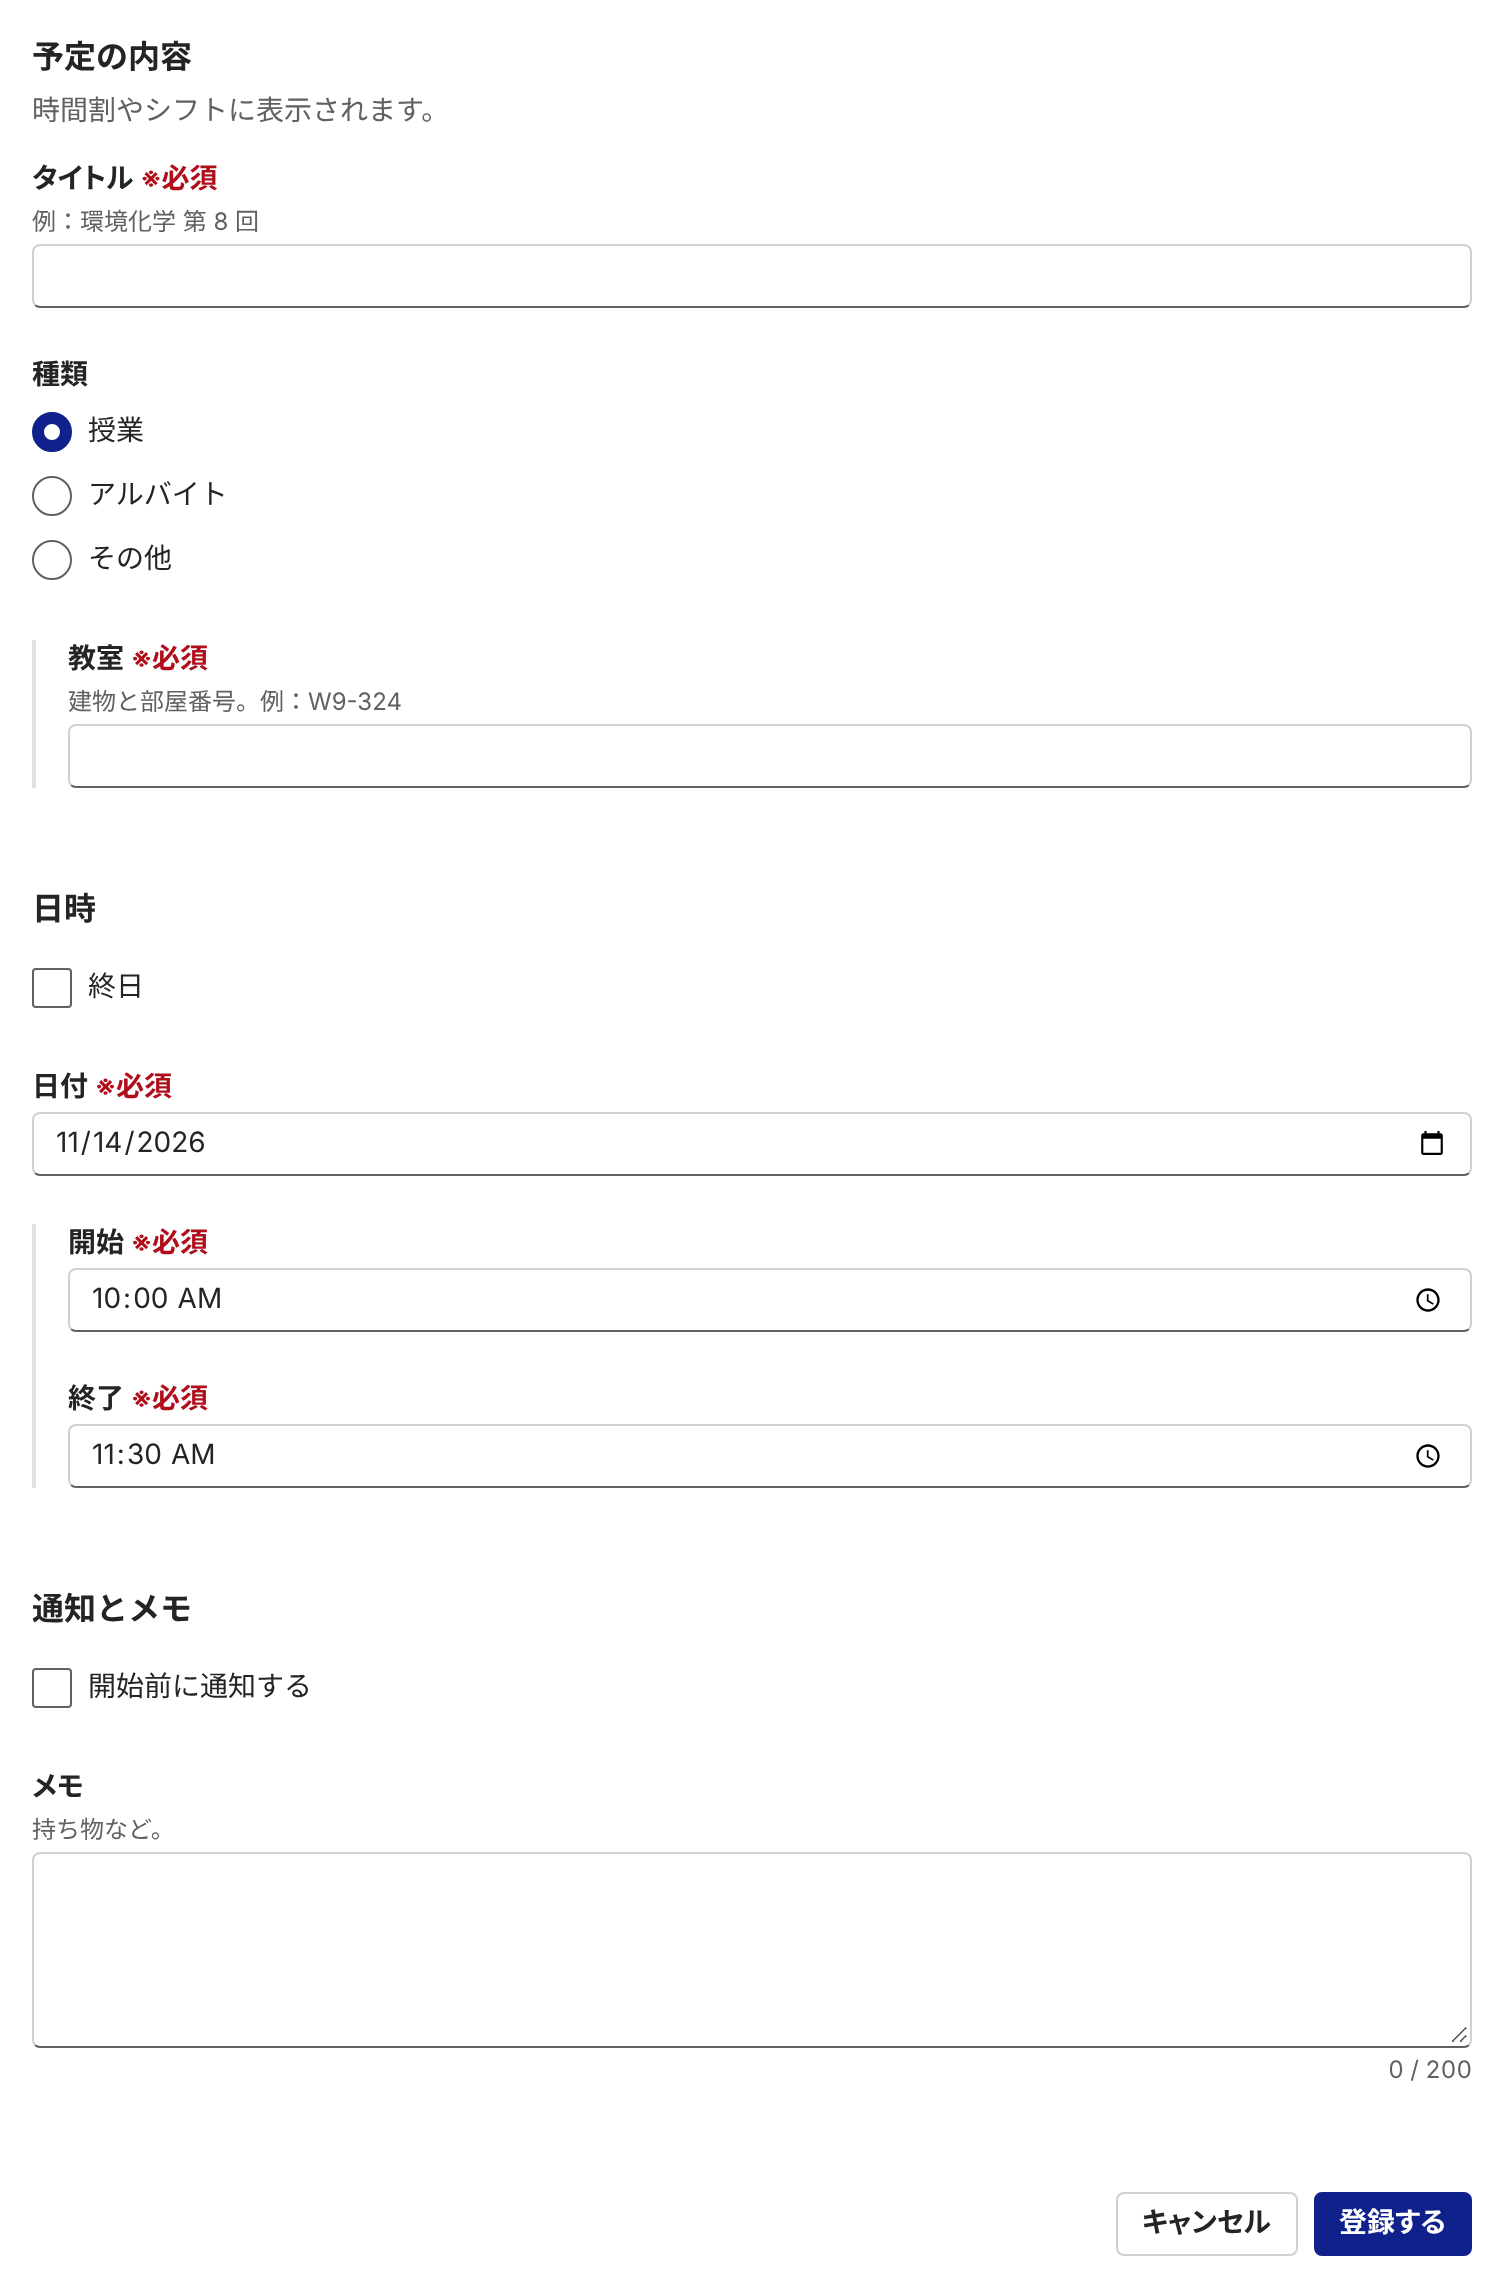 予定の内容
時間割やシフトに表示されます。
タイトル ※必須
例：環境化学 第 8 回
種類
授業
アルバイト
その他
教室 ※必須
建物と部屋番号。例：W9-324
日時
終日
日付 ※必須
11/14/2026
開始 ※必須
10:00 AM
終了 ※必須
11:30 AM
通知とメモ
開始前に通知する
メモ
持ち物など。
0 / 200
キャンセル 登録する